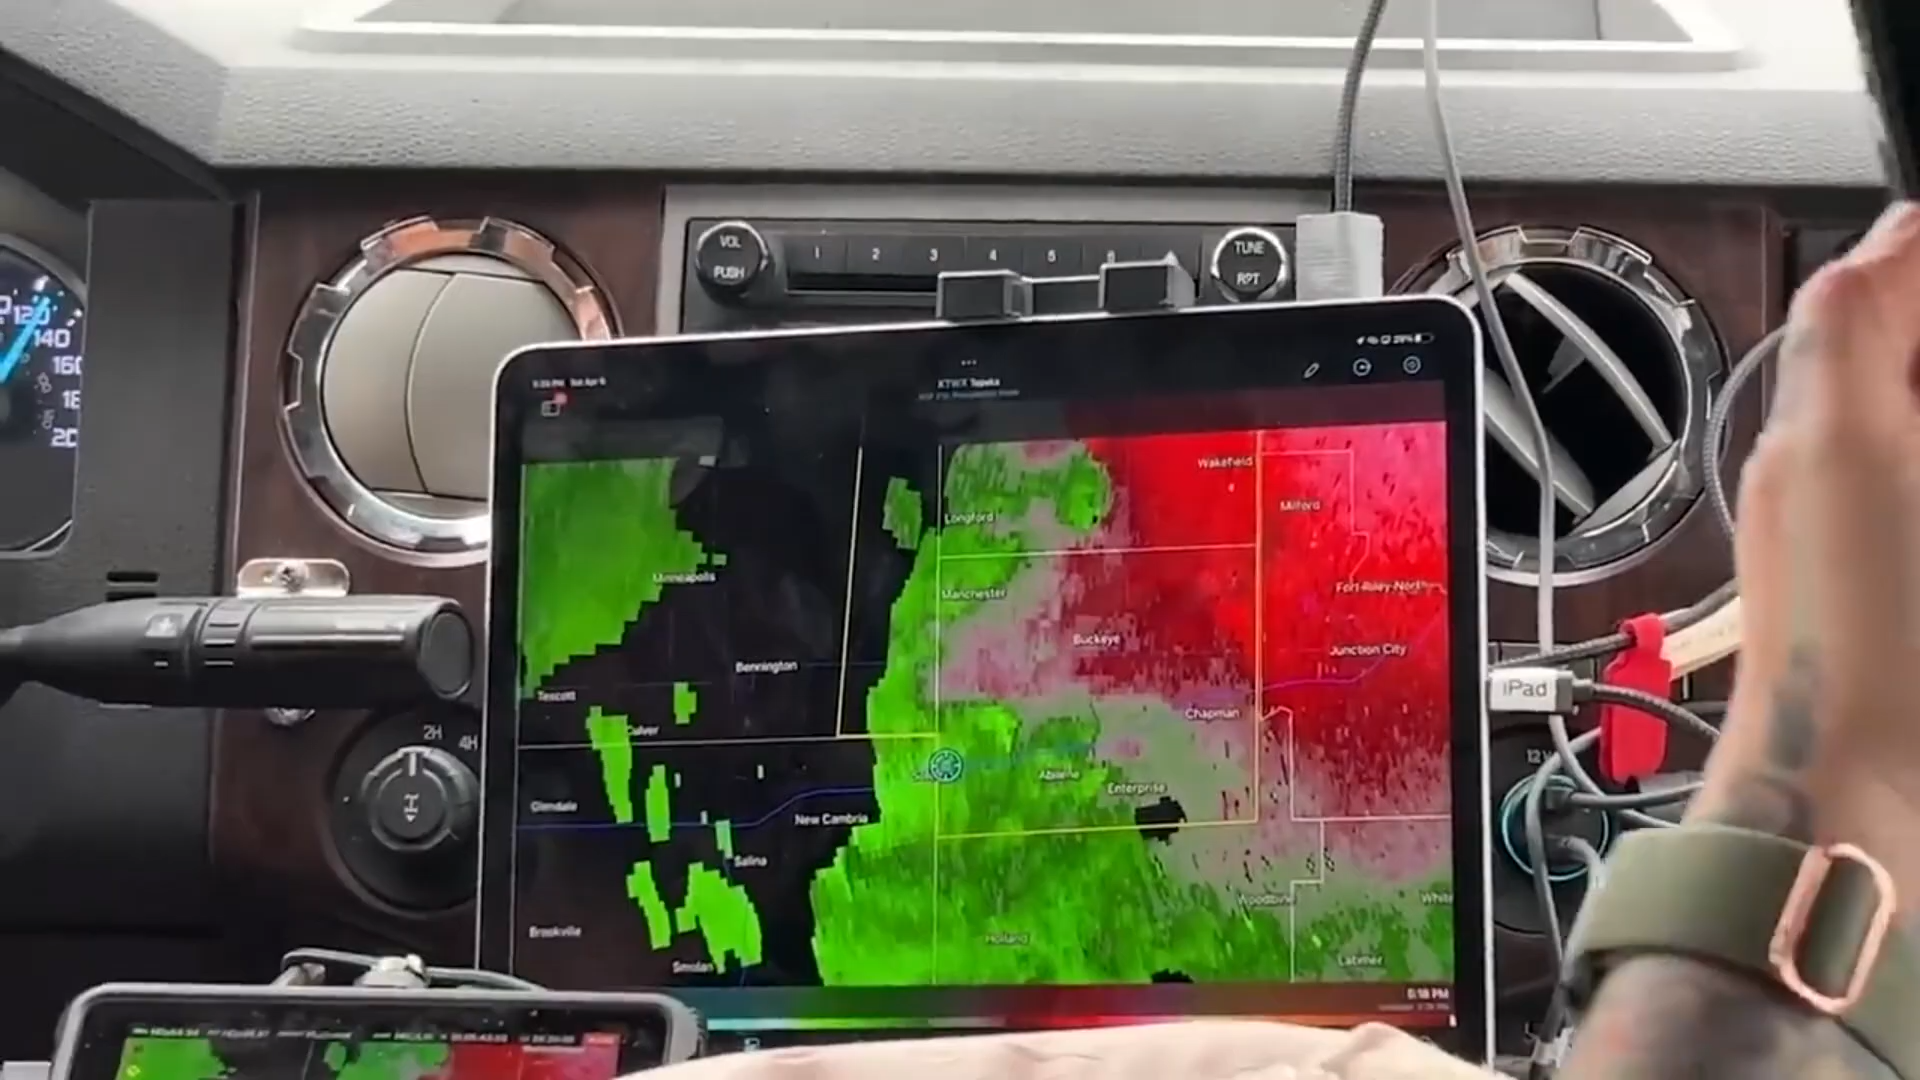 VOL
PUSH
1
2
3
4
5
6
TUNE
RPT
120
140
160
KTWX Topeka
Wakefield
Milford
Longford
Minneapolis
Manchester
Fort Riley North
Buckeye
Junction City
Bennington
Tescott
Chapman
iPad
2H
4H
Culver
Abilene
Enterprise
Glendale
New Cambria
Salina
Woodbine
Brookville
Holland
Smolan
Latimer